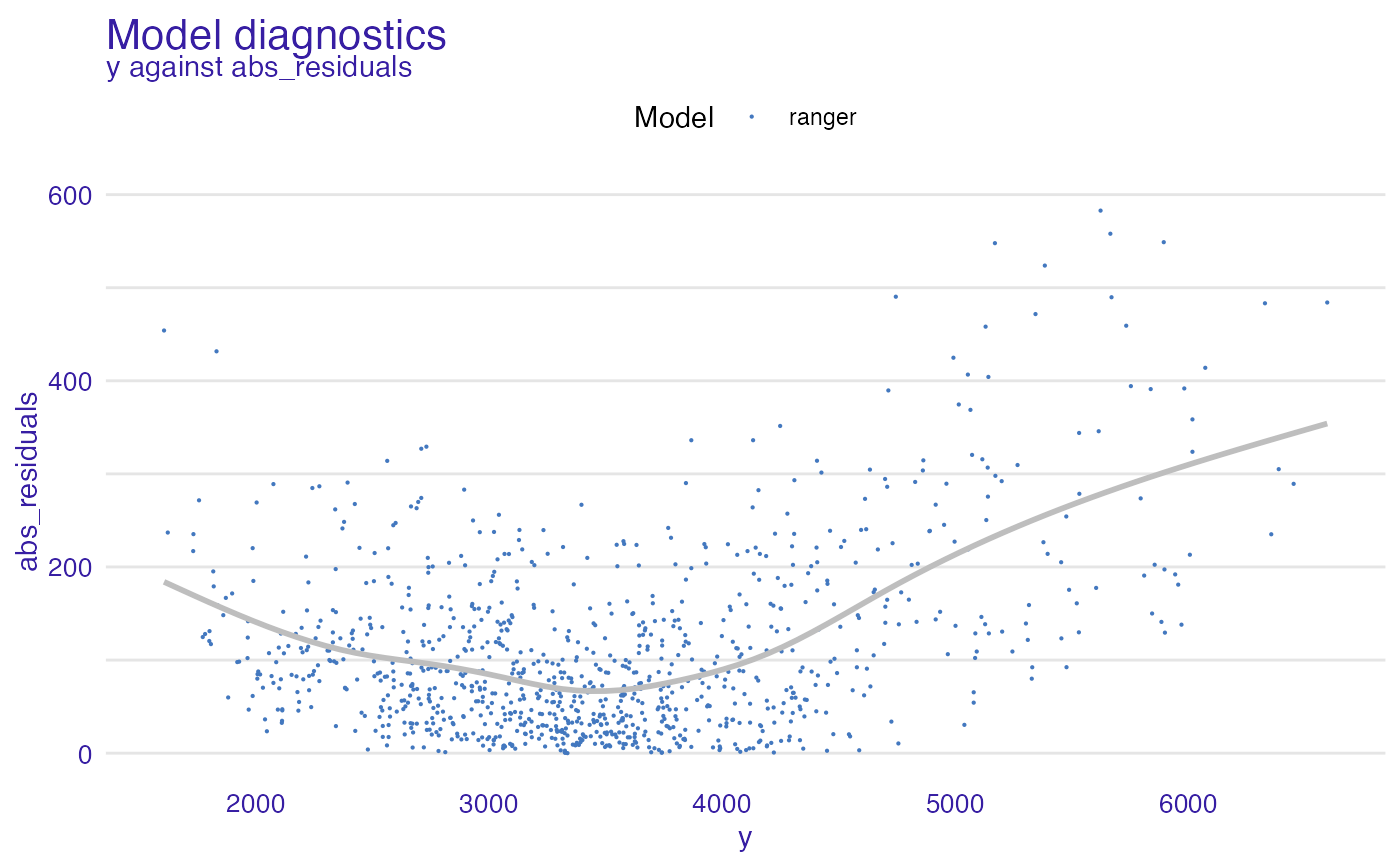 Model diagnostics
y against abs_residuals
Model ranger
600
400
200
0
abs_residuals
2000 3000 4000 5000 6000
y